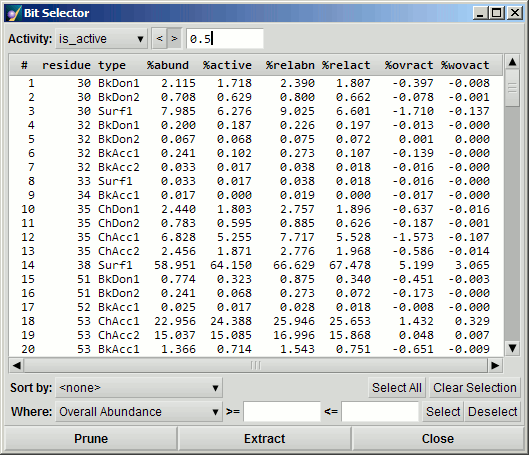 Bit Selector
Activity: is_active < > 0.5
# residue type %abund %active %relabn %relact %ovract %wovact
1 30 BkDon1 2.115 1.718 2.390 1.807 -0.397 -0.008
2 30 BkDon2 0.708 0.629 0.800 0.662 -0.078 -0.001
3 30 Surf1 7.985 6.276 9.025 6.601 -1.710 -0.137
4 32 BkDon1 0.200 0.187 0.226 0.197 -0.013 -0.000
5 32 BkDon2 0.067 0.068 0.075 0.072 0.001 0.000
6 32 BkAcc1 0.241 0.102 0.273 0.107 -0.139 -0.000
7 32 BkAcc2 0.033 0.017 0.038 0.018 -0.016 -0.000
8 33 Surf1 0.033 0.017 0.038 0.018 -0.016 -0.000
9 34 BkAcc1 0.017 0.000 0.019 0.000 -0.017 -0.000
10 35 ChDon1 2.440 1.803 2.757 1.896 -0.637 -0.016
11 35 ChDon2 0.783 0.595 0.885 0.626 -0.187 -0.001
12 35 ChAcc1 6.828 5.255 7.717 5.528 -1.573 -0.107
13 35 ChAcc2 2.456 1.871 2.776 1.968 -0.586 -0.014
14 38 Surf1 58.951 64.150 66.629 67.478 5.199 3.065
15 51 BkDon1 0.774 0.323 0.875 0.340 -0.451 -0.003
16 51 BkDon2 0.241 0.068 0.273 0.072 -0.173 -0.000
17 51 BkAcc1 0.025 0.017 0.028 0.018 -0.008 -0.000
18 53 ChAcc1 22.956 24.388 25.946 25.653 1.432 0.329
19 53 ChAcc2 15.037 15.085 16.996 15.868 0.048 0.007
20 53 BkAcc1 1.366 0.714 1.543 0.751 -0.651 -0.009
Sort by: <none> Select All Clear Selection
Where: Overall Abundance >= <= Select Deselect
Prune Extract Close